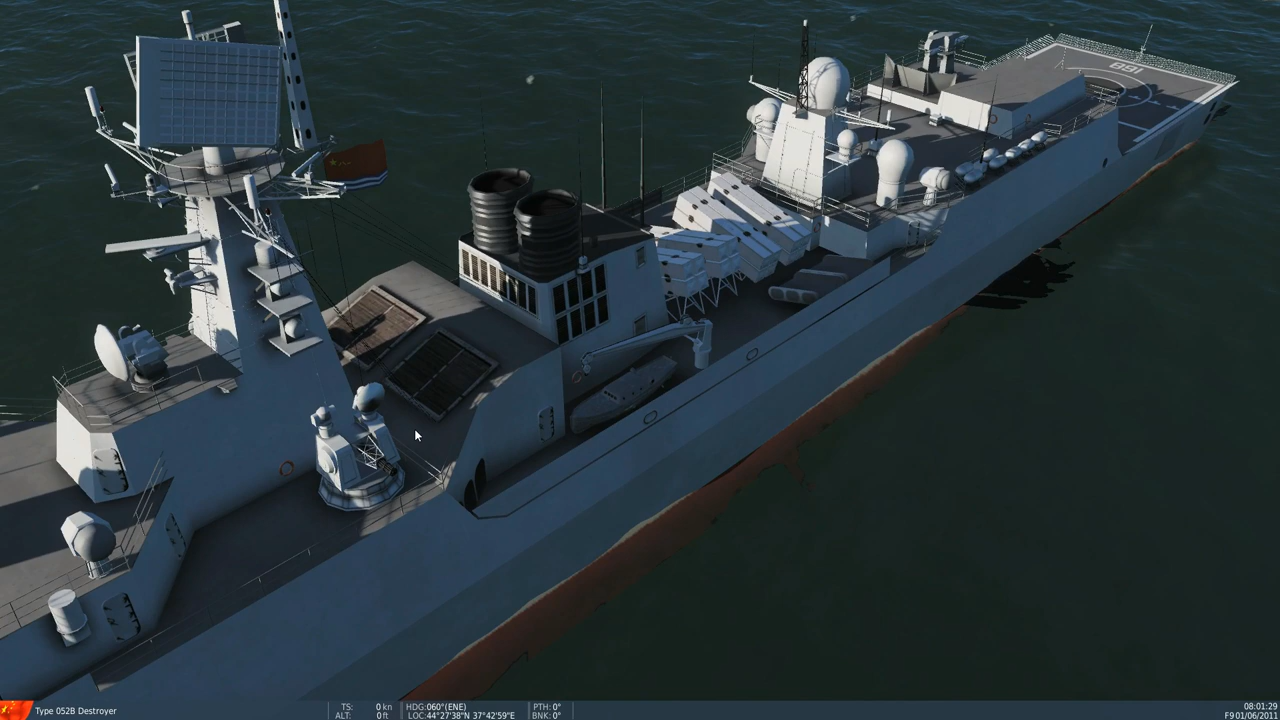 168
Type 052B Destroyer
TS: 0 kn
ALT: 0 ft
HDG:060°(ENE)
LOC:44°27'38"N 37°42'59"E
PTH: 0°
BNK: 0°
08:01:29
F9 01/06/2011